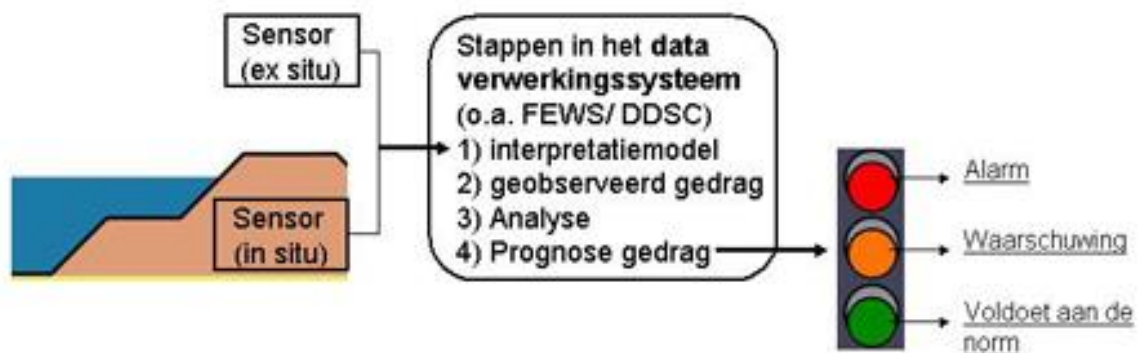 Sensor
(ex situ)
Sensor
(in situ)
Stappen in het data
verwerkingssysteem
(o.a. FEWS/ DDSC)
1) interpretatiemodel
2) geobserveerd gedrag
3) Analyse
4) Prognose gedrag
Alarm
Waarschuwing
Voldoet aan de
norm